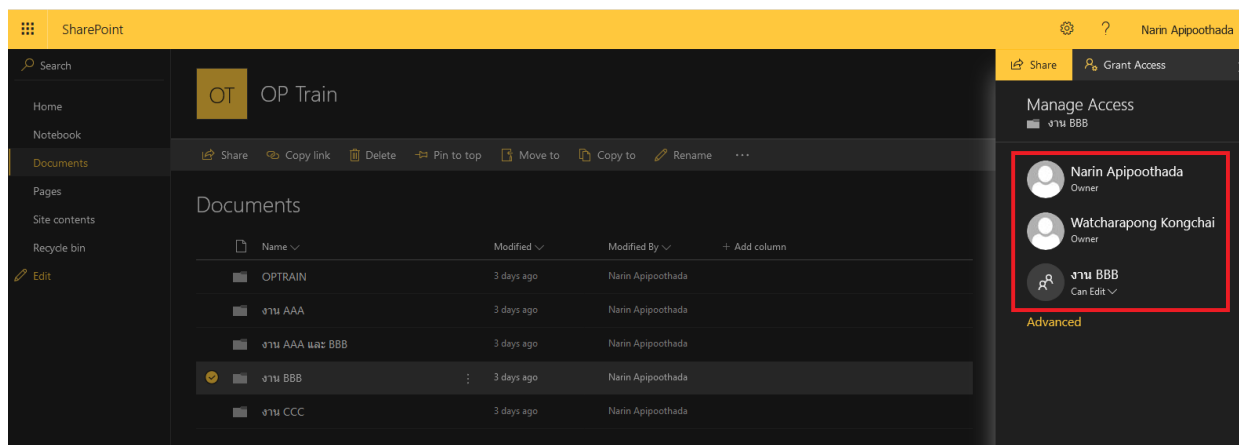 SharePoint
? Narin Apipoothada
Search
Home
Notebook
Documents
Pages
Site contents
Recycle bin
Edit
OT OP Train
Share Copy link Delete Pin to top Move to Copy to Rename ...
Documents
Name Modified Modified By + Add column
OPTRAIN 3 days ago Narin Apipoothada
งาน AAA 3 days ago Narin Apipoothada
งาน AAA และ BBB 3 days ago Narin Apipoothada
งาน BBB 3 days ago Narin Apipoothada
งาน CCC 3 days ago Narin Apipoothada
Share Grant Access
Manage Access
งาน BBB
Narin Apipoothada
Owner
Watcharapong Kongchai
Owner
งาน BBB
Can Edit
Advanced